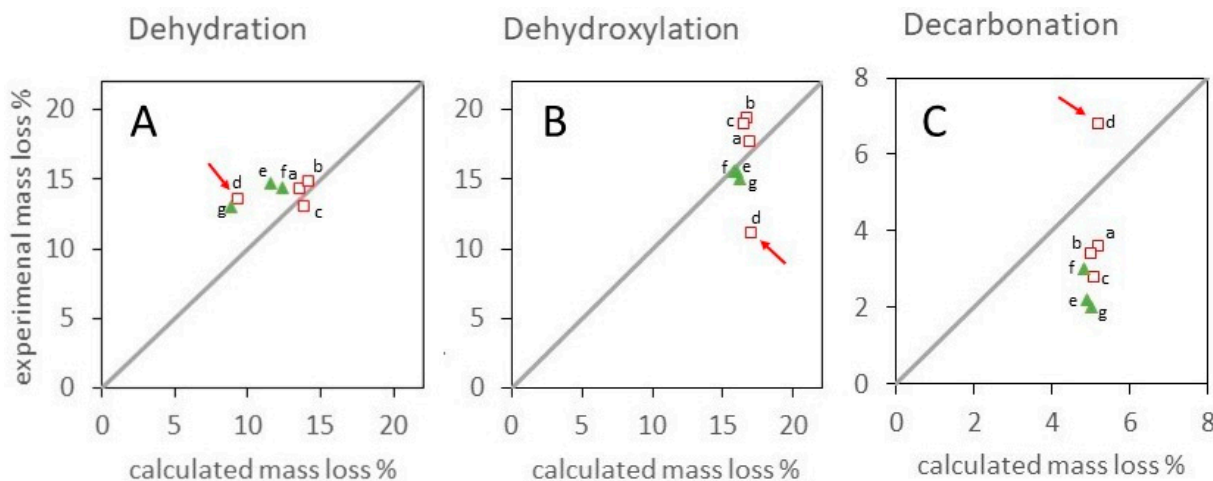 Dehydration
Dehydroxylation
Decarbonation
experimenal mass loss %
20
15
10
5
0
A
d
g
e
f
a
b
c
0 5 10 15 20
calculated mass loss %
20
15
10
5
0
B
b
c
a
f
e
g
d
0 5 10 15 20
calculated mass loss %
8
6
4
2
0
C
d
a
b
f
c
e
g
0 2 4 6 8
calculated mass loss %